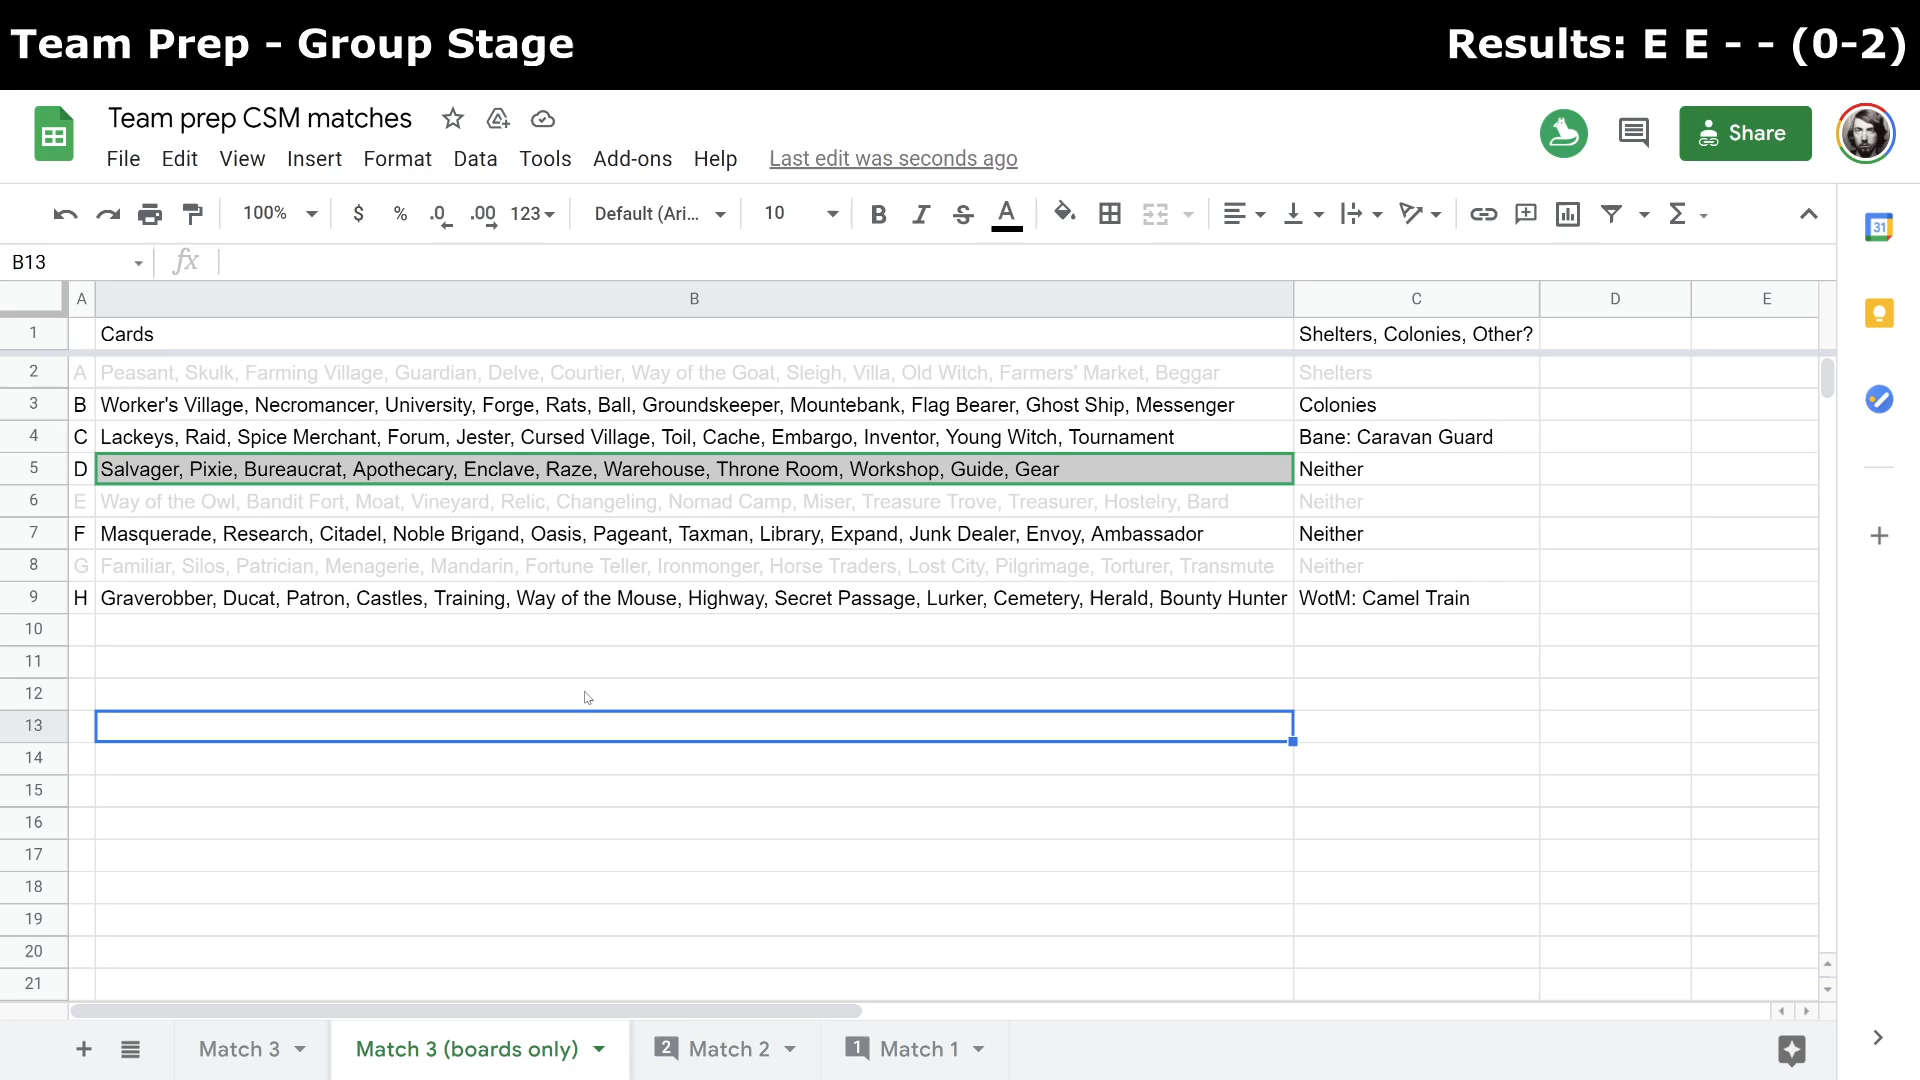 Team Prep - Group Stage
Results: E E - - (0-2)
Team prep CSM matches
File Edit View Insert Format Data Tools Add-ons Help Last edit was seconds ago
Share
100% $ % .0 .00 123 Default (Ari... 10 B I S A
31
B13 fx
A B C D E
1 Cards Shelters, Colonies, Other?
2 A Peasant, Skulk, Farming Village, Guardian, Delve, Courtier, Way of the Goat, Sleigh, Villa, Old Witch, Farmers' Market, Beggar Shelters
3 B Worker's Village, Necromancer, University, Forge, Rats, Ball, Groundskeeper, Mountebank, Flag Bearer, Ghost Ship, Messenger Colonies
4 C Lackeys, Raid, Spice Merchant, Forum, Jester, Cursed Village, Toil, Cache, Embargo, Inventor, Young Witch, Tournament Bane: Caravan Guard
5 D Salvager, Pixie, Bureaucrat, Apothecary, Enclave, Raze, Warehouse, Throne Room, Workshop, Guide, Gear Neither
6 E Way of the Owl, Bandit Fort, Moat, Vineyard, Relic, Changeling, Nomad Camp, Miser, Treasure Trove, Treasurer, Hostelry, Bard Neither
7 F Masquerade, Research, Citadel, Noble Brigand, Oasis, Pageant, Taxman, Library, Expand, Junk Dealer, Envoy, Ambassador Neither
8 G Familiar, Silos, Patrician, Menagerie, Mandarin, Fortune Teller, Ironmonger, Horse Traders, Lost City, Pilgrimage, Torturer, Transmute Neither
9 H Graverobber, Ducat, Patron, Castles, Training, Way of the Mouse, Highway, Secret Passage, Lurker, Cemetery, Herald, Bounty Hunter WotM: Camel Train
10
11
12
13
14
15
16
17
18
19
20
21
Match 3 Match 3 (boards only) 2 Match 2 1 Match 1